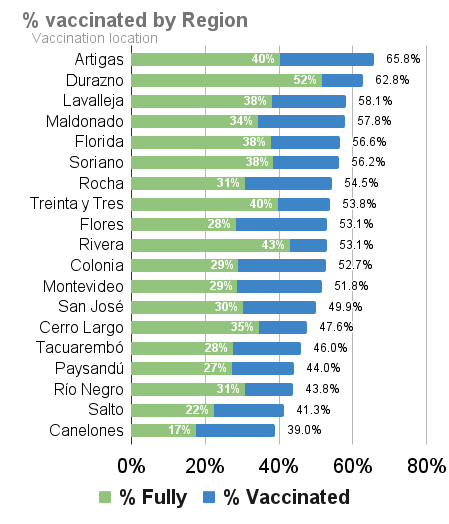 % vaccinated by Region
Vaccination location
Artigas 40% 65.8%
Durazno 52% 62.8%
Lavalleja 38% 58.1%
Maldonado 34% 57.8%
Florida 38% 56.6%
Soriano 38% 56.2%
Rocha 31% 54.5%
Treinta y Tres 40% 53.8%
Flores 28% 53.1%
Rivera 43% 53.1%
Colonia 29% 52.7%
Montevideo 29% 51.8%
San José 30% 49.9%
Cerro Largo 35% 47.6%
Tacuarembó 28% 46.0%
Paysandú 27% 44.0%
Río Negro 31% 43.8%
Salto 22% 41.3%
Canelones 17% 39.0%
0% 20% 40% 60% 80%
% Fully % Vaccinated